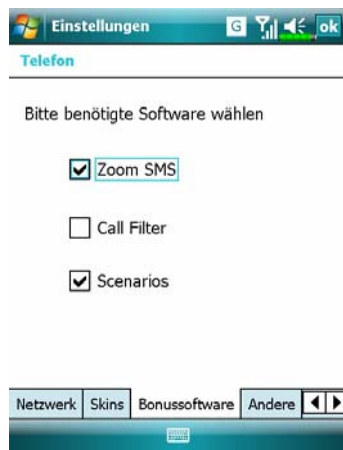 Einstellungen G ok
Telefon
Bitte benötigte Software wählen
Zoom SMS
Call Filter
Scenarios
Netzwerk Skins Bonussoftware Andere